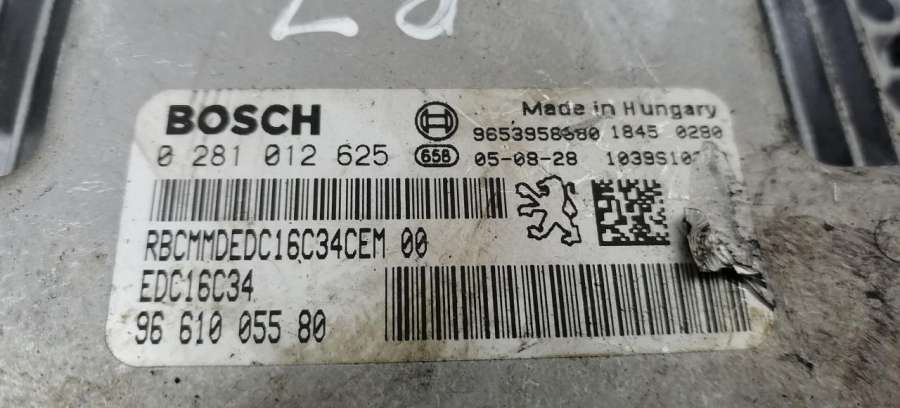 BOSCH
Made in Hungary
9653958680 1845 0280
0 281 012 625
658 05-08-28
RBCMMDEDC16C34CEM 00
EDC16C34
96 610 055 80